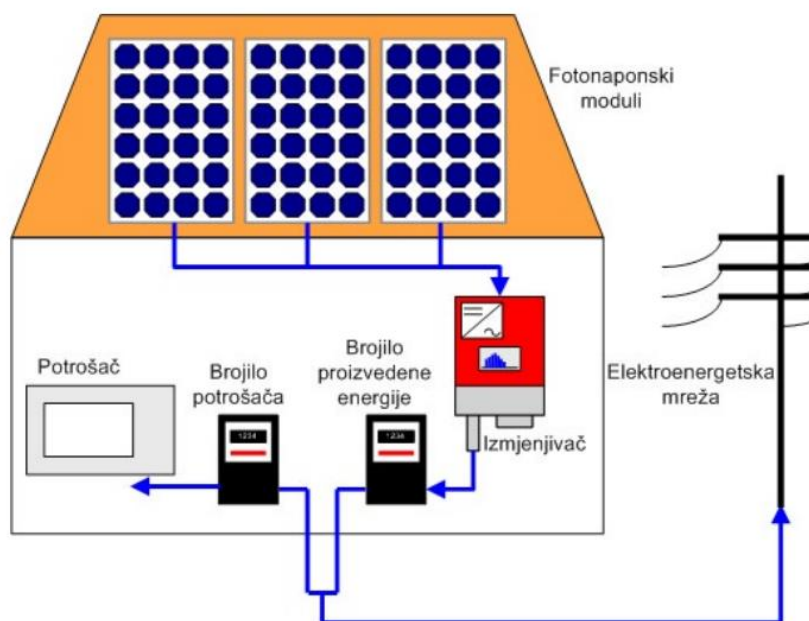 Fotonaponski
moduli
Potrošač
Brojilo
potrošača
Brojilo
proizvedene
energije
Izmjenjivač
Elektroenergetska
mreža
1234
1234